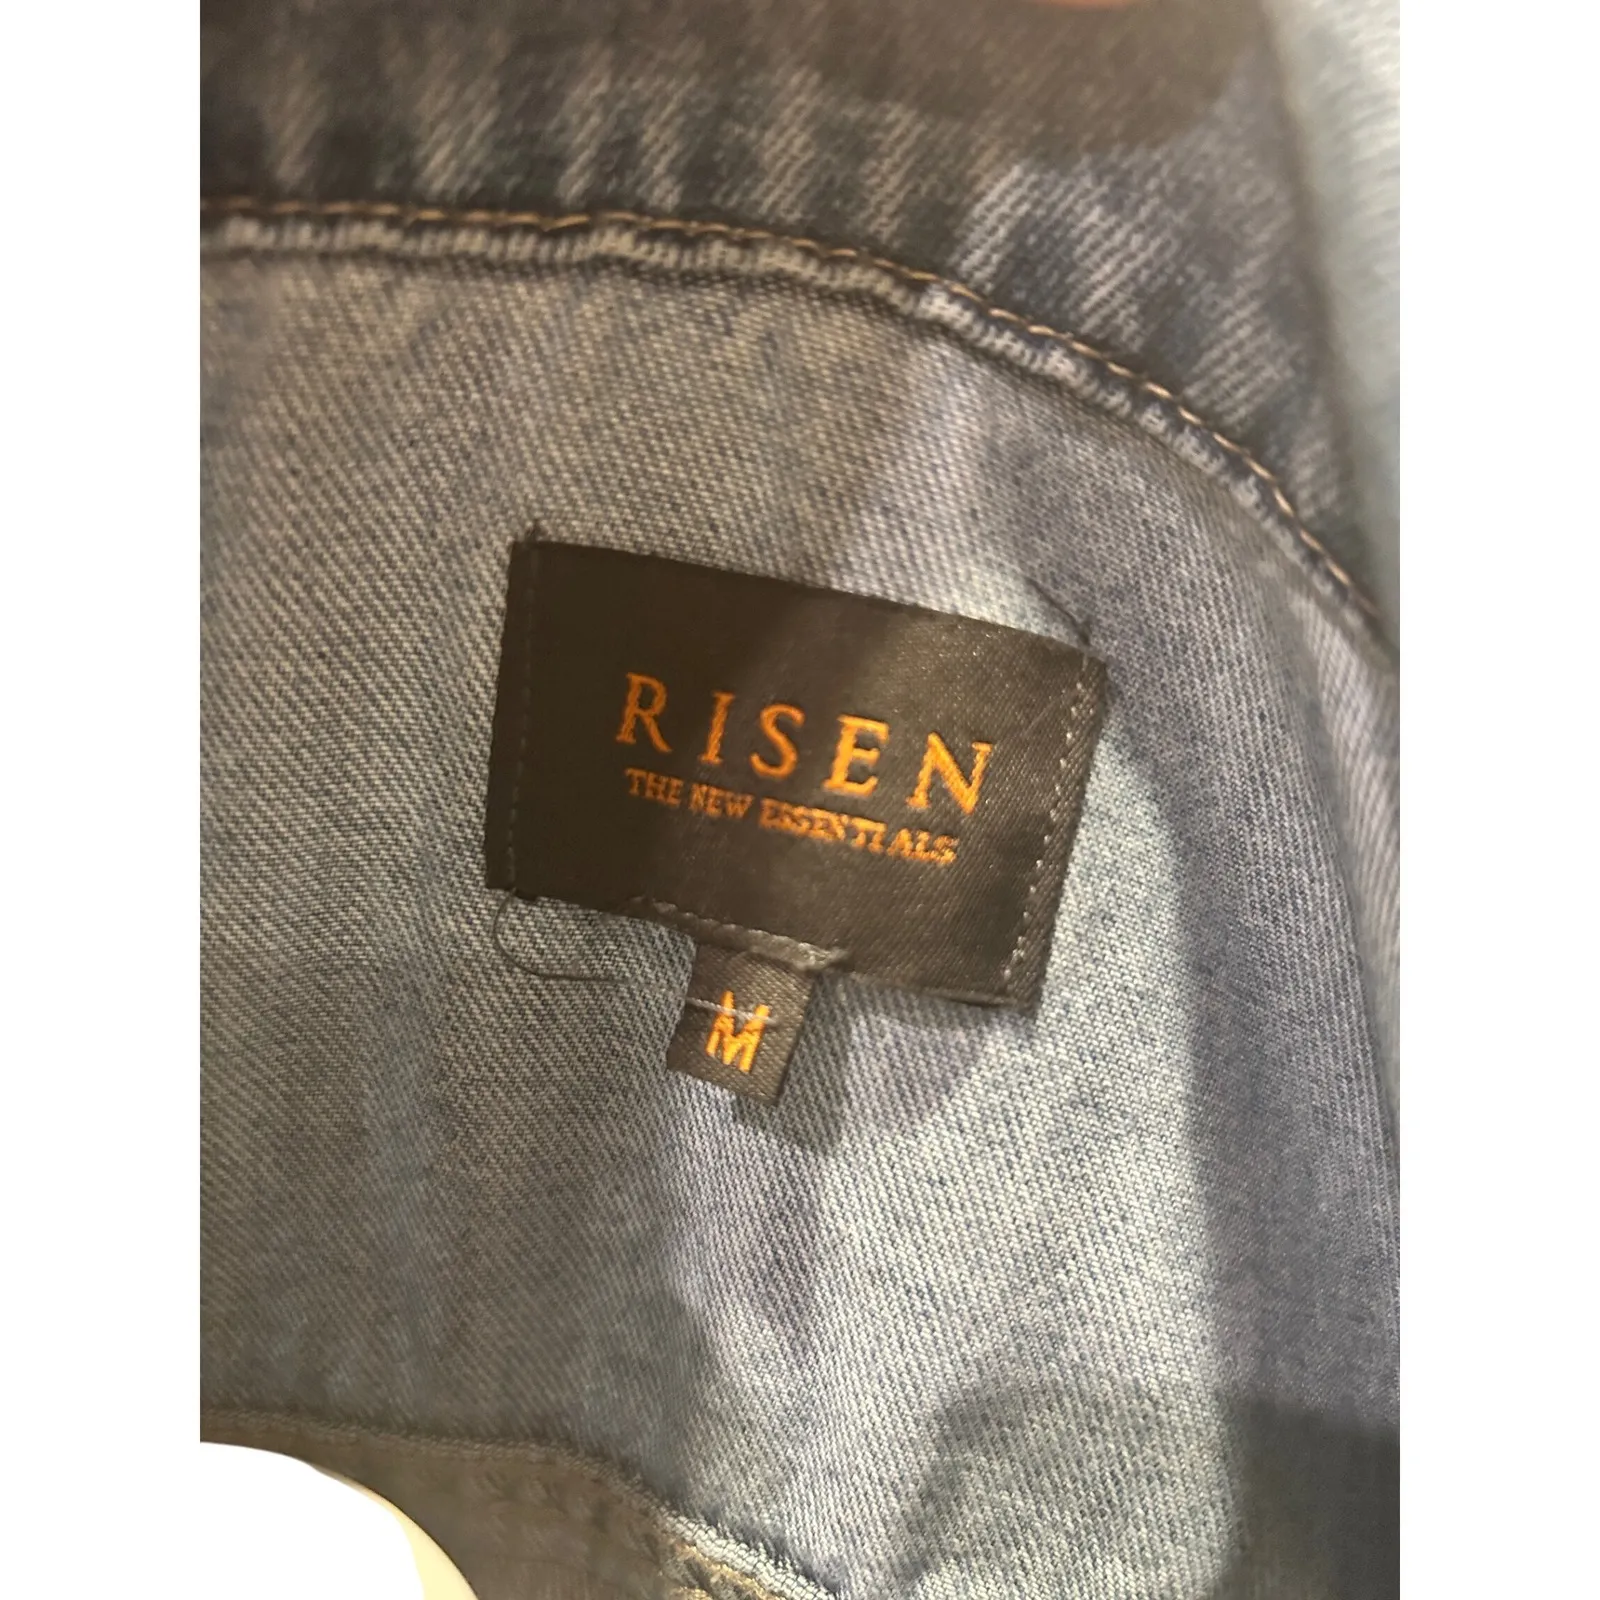 RISEN
THE NEW ESSENTIALS
M